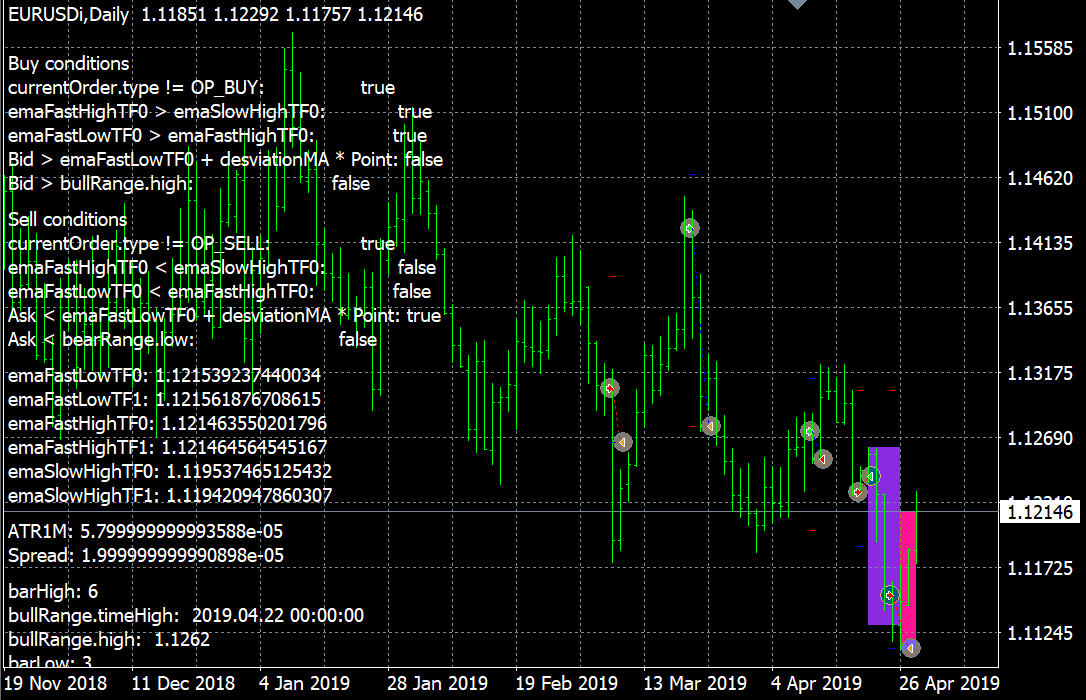 EURUSDi,Daily 1.11851 1.12292 1.11757 1.12146
Buy conditions
currentOrder.type != OP_BUY: true
emaFastHighTF0 > emaSlowHighTF0: true
emaFastLowTF0 > emaFastHighTF0: true
Bid > emaFastLowTF0 + desviationMA * Point: false
Bid > bullRange.high: false
Sell conditions
currentOrder.type != OP_SELL: true
emaFastHighTF0 < emaSlowHighTF0: false
emaFastLowTF0 < emaFastHighTF0: false
Ask < emaFastLowTF0 + desviationMA * Point: true
Ask < bearRange.low: false
emaFastLowTF0: 1.121539237440034
emaFastLowTF1: 1.121561876708615
emaFastHighTF0: 1.121463550201796
emaFastHighTF1: 1.121464564545167
emaSlowHighTF0: 1.119537465125432
emaSlowHighTF1: 1.119420947860307
ATR1M: 5.799999999993588e-05
Spread: 1.999999999990898e-05
barHigh: 6
bullRange.timeHigh: 2019.04.22 00:00:00
bullRange.high: 1.1262
barLow: 3
1.15585
1.15100
1.14620
1.14135
1.13655
1.13175
1.12690
1.12146
1.11725
1.11245
19 Nov 2018 11 Dec 2018 4 Jan 2019 28 Jan 2019 19 Feb 2019 13 Mar 2019 4 Apr 2019 26 Apr 2019